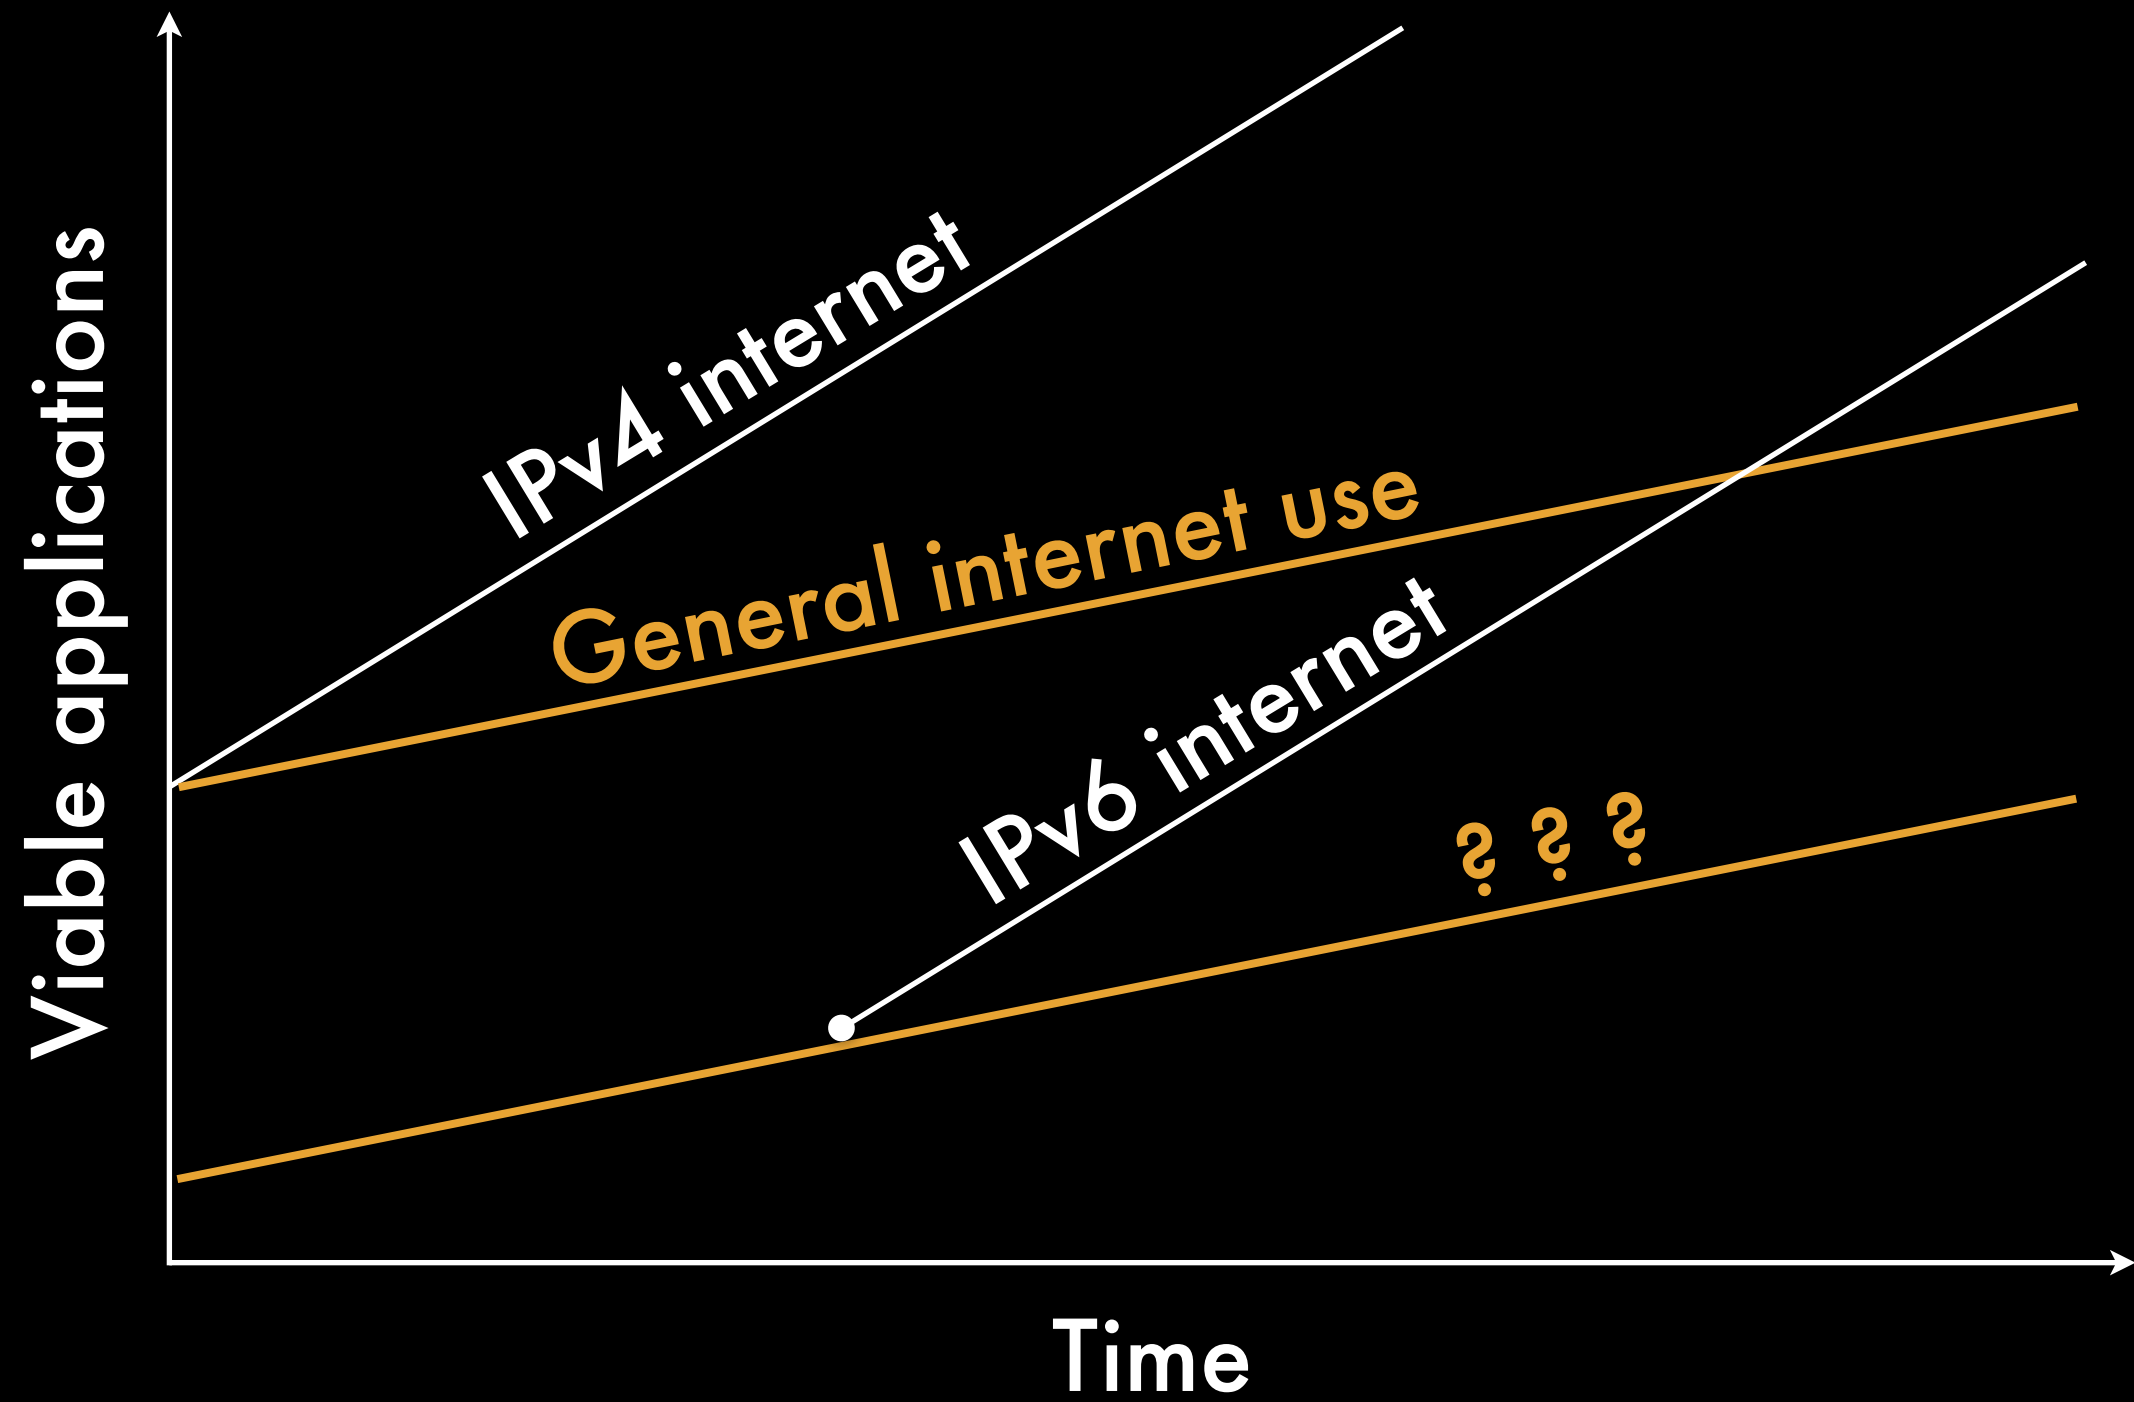 Viable applications
IPv4 internet
General internet use
IPv6 internet
???
Time